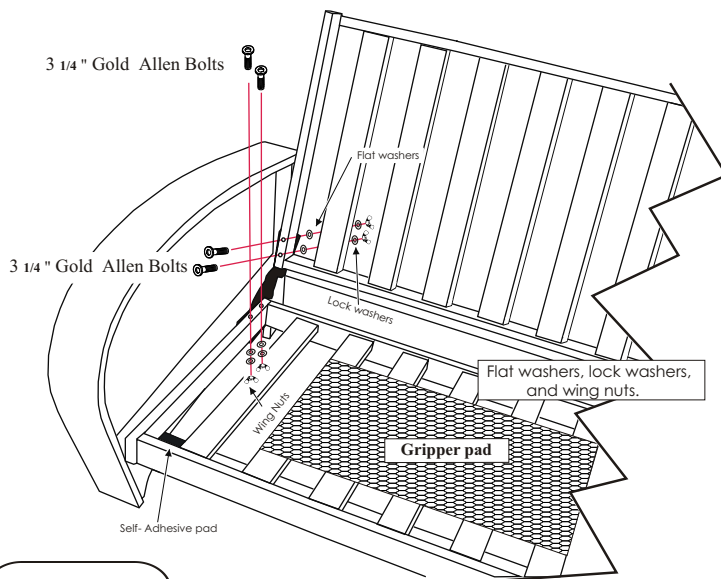 3 1/4 " Gold Allen Bolts
Flat washers
3 1/4 " Gold Allen Bolts
Lock washers
Flat washers, lock washers,
and wing nuts.
Wing Nuts
Gripper pad
Self- Adhesive pad